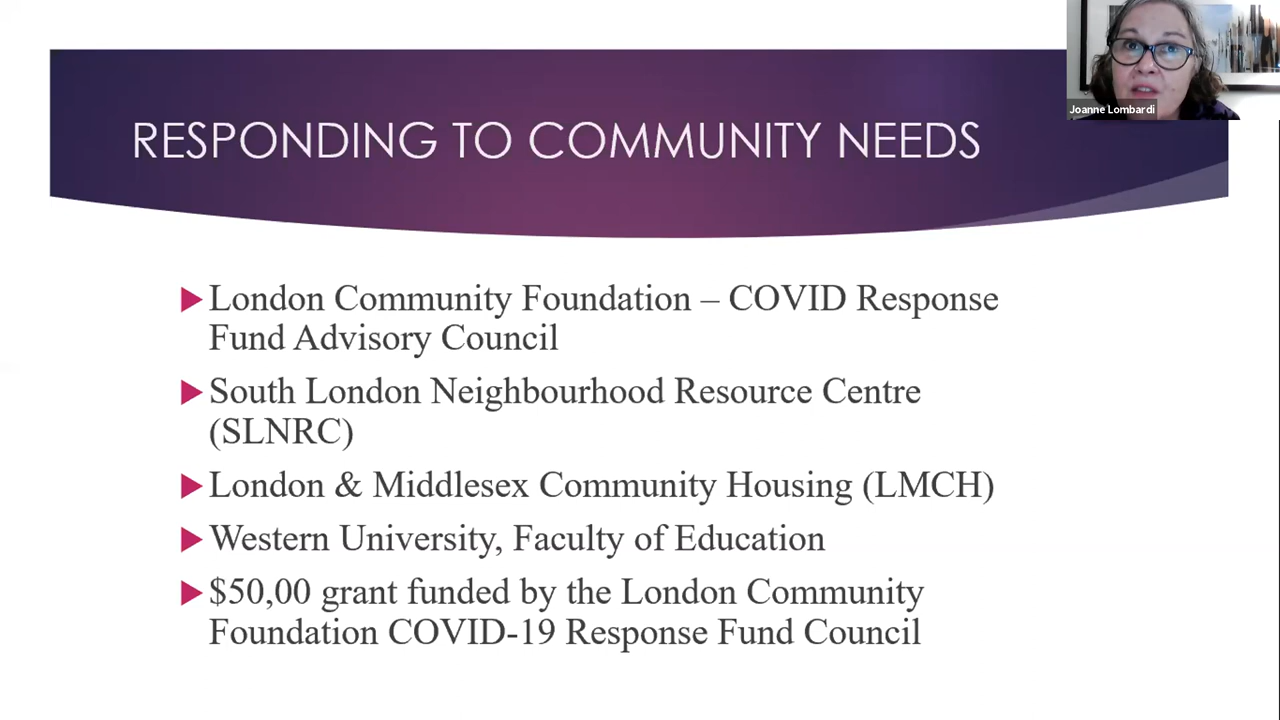 Joanne Lombardi
RESPONDING TO COMMUNITY NEEDS
London Community Foundation – COVID Response
Fund Advisory Council
South London Neighbourhood Resource Centre
(SLNRC)
London & Middlesex Community Housing (LMCH)
Western University, Faculty of Education
$50,00 grant funded by the London Community
Foundation COVID-19 Response Fund Council